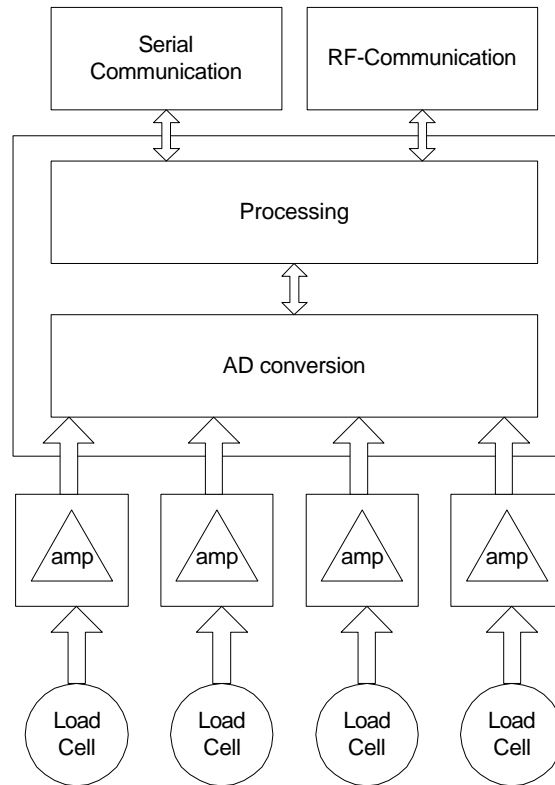 Serial
Communication
RF-Communication
Processing
AD conversion
amp
amp
amp
amp
Load
Cell
Load
Cell
Load
Cell
Load
Cell